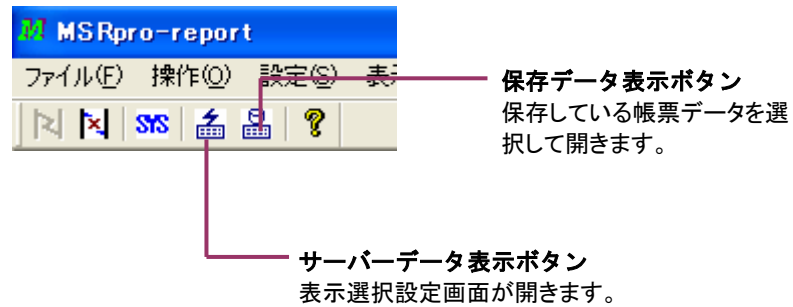 MSRpro-report
ファイル(F) 操作(O) 設定(S) 表
SYS
保存データ表示ボタン
保存している帳票データを選
択して開きます。
サーバーデータ表示ボタン
表示選択設定画面が開きます。